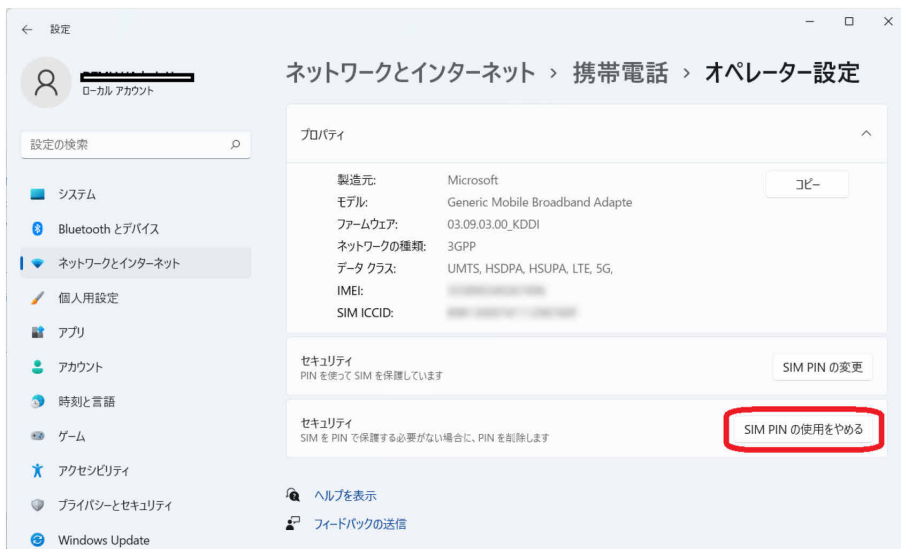 設定
ローカル アカウント
設定の検索
システム
Bluetooth とデバイス
ネットワークとインターネット
個人用設定
アプリ
アカウント
時刻と言語
ゲーム
アクセシビリティ
プライバシーとセキュリティ
Windows Update
ネットワークとインターネット › 携帯電話 › オペレーター設定
プロパティ
コピー
製造元: Microsoft
モデル: Generic Mobile Broadband Adapte
ファームウェア: 03.09.03.00_KDDI
ネットワークの種類: 3GPP
データ クラス: UMTS, HSDPA, HSUPA, LTE, 5G,
IMEI:
SIM ICCID:
セキュリティ
PIN を使って SIM を保護しています
SIM PIN の変更
セキュリティ
SIM を PIN で保護する必要がない場合に、PIN を削除します
SIM PIN の使用をやめる
ヘルプを表示
フィードバックの送信